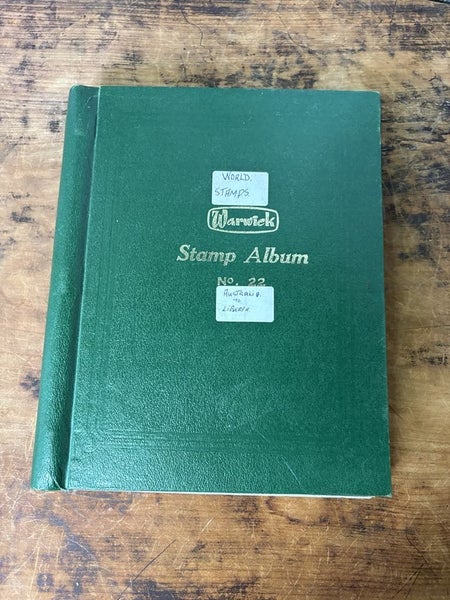 WORLD.
STAMPS
Warwick
Stamp Album
No. 22
AUSTRALIA.
TO
LIBERIA